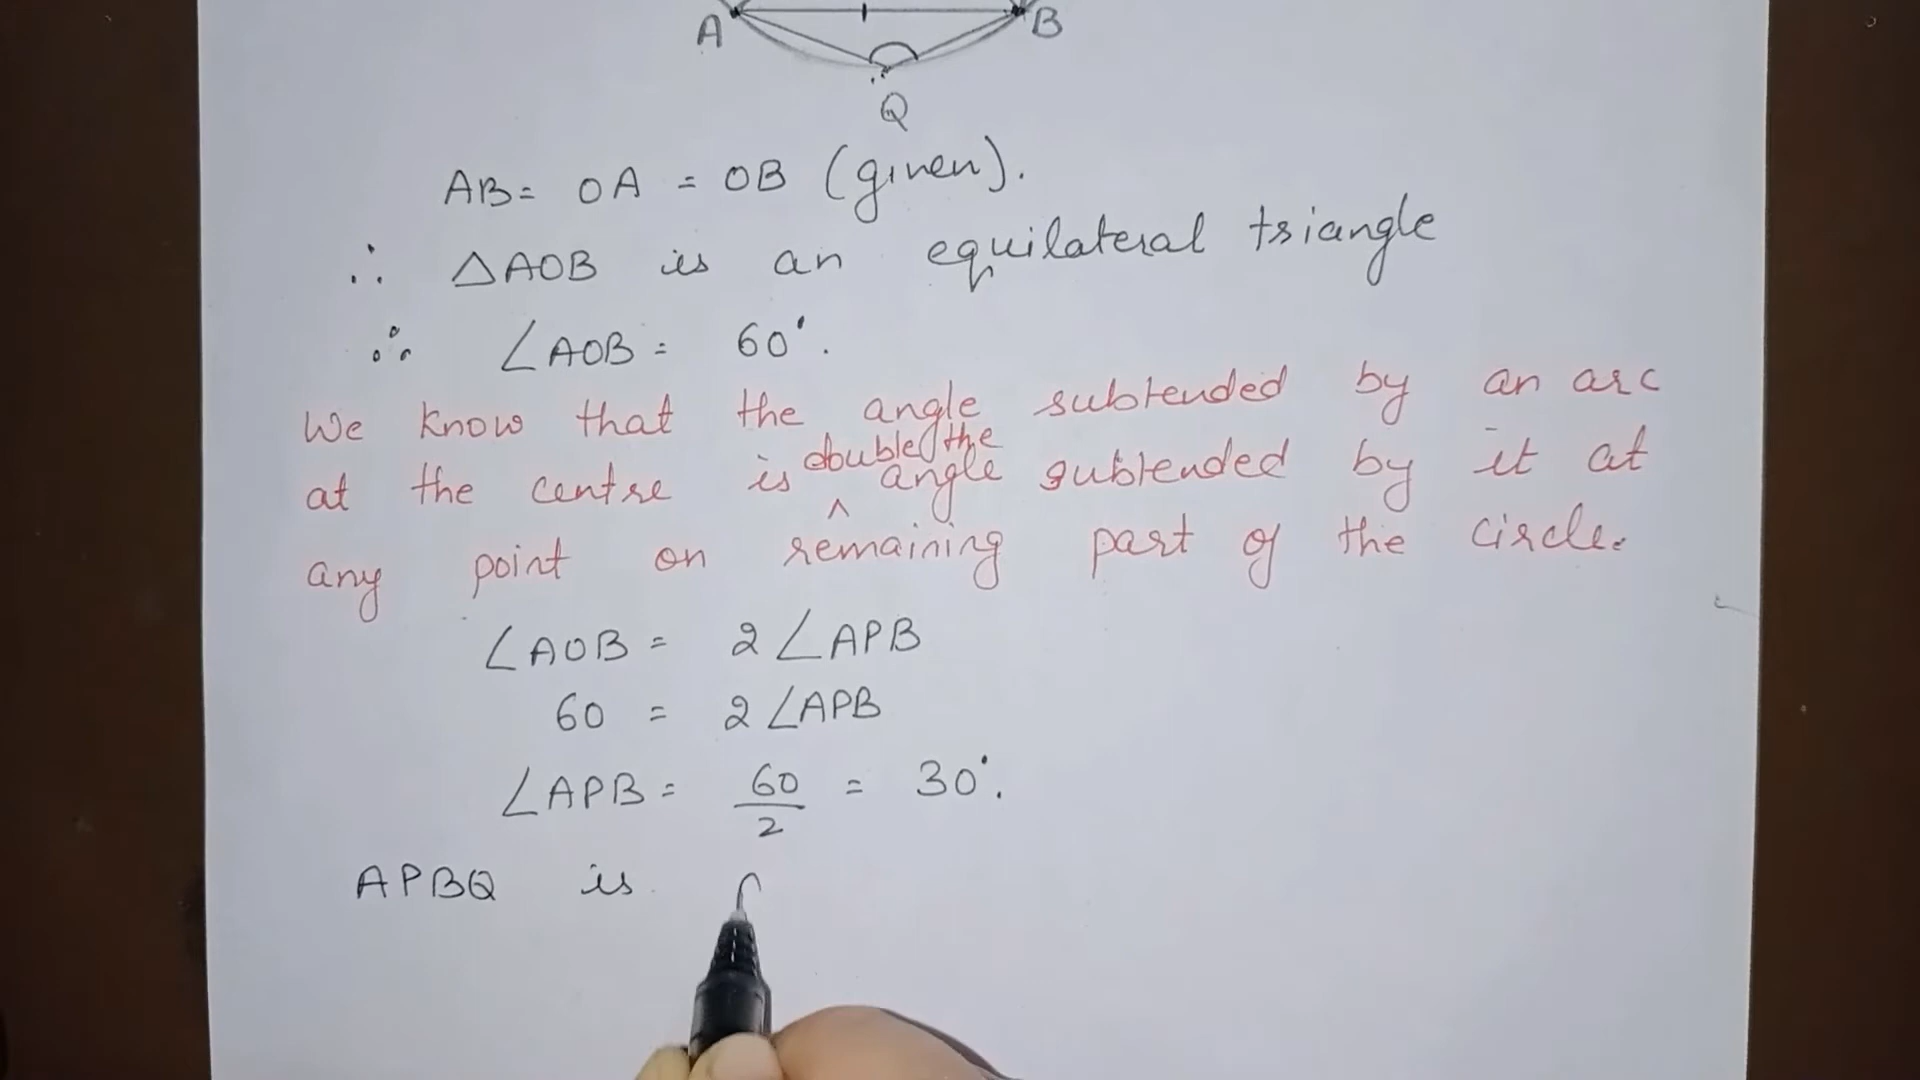 A B
Q
AB = OA = OB (given).
∴ △AOB is an equilateral triangle
∴ ∠AOB = 60°.
We know that the angle subtended by an arc
at the centre is double the angle subtended by it at
any point on remaining part of the circle.
∠AOB = 2∠APB
60 = 2∠APB
∠APB = 60/2 = 30°.
APBQ is